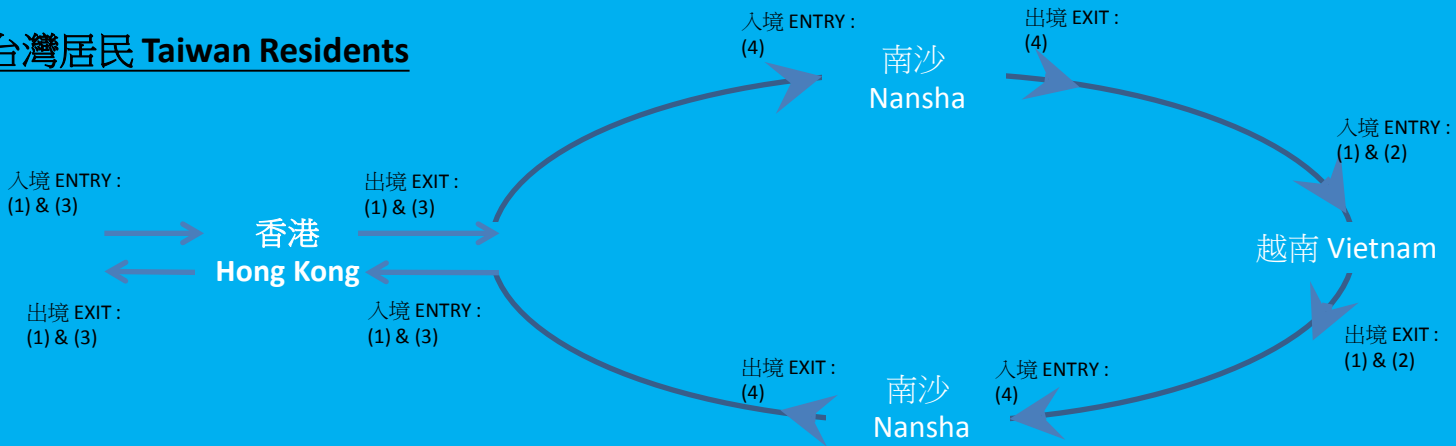 台灣居民 Taiwan Residents
入境 ENTRY :
(4)
南沙
Nansha
出境 EXIT :
(4)
入境 ENTRY :
(1) & (2)
入境 ENTRY :
(1) & (3)
香港
Hong Kong
出境 EXIT :
(1) & (3)
越南 Vietnam
出境 EXIT :
(1) & (3)
入境 ENTRY :
(1) & (3)
出境 EXIT :
(1) & (2)
出境 EXIT :
(4)
南沙
Nansha
入境 ENTRY :
(4)